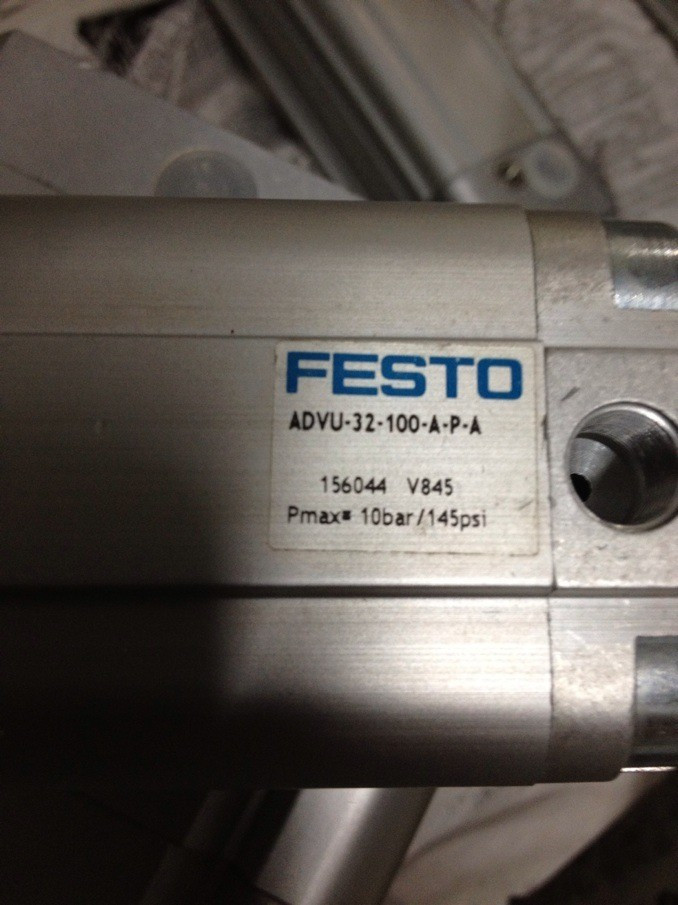 FESTO
ADVU-32-100-A-P-A
156044 V845
Pmax= 10bar/145psi